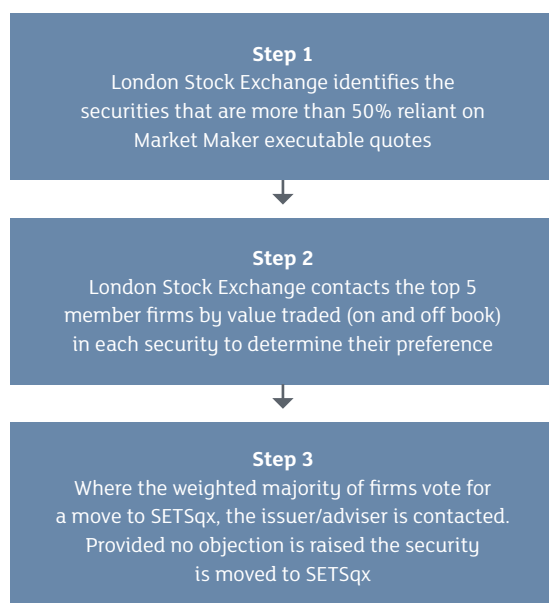 Step 1
London Stock Exchange identifies the
securities that are more than 50% reliant on
Market Maker executable quotes
Step 2
London Stock Exchange contacts the top 5
member firms by value traded (on and off book)
in each security to determine their preference
Step 3
Where the weighted majority of firms vote for
a move to SETSqx, the issuer/adviser is contacted.
Provided no objection is raised the security
is moved to SETSqx